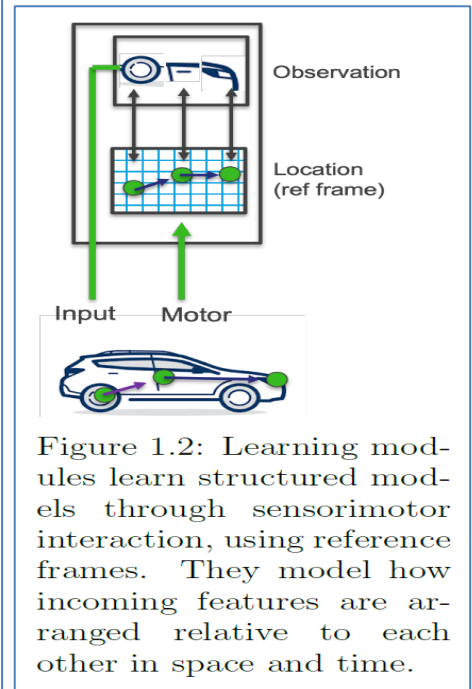 Observation
Location
(ref frame)
Input Motor
Figure 1.2: Learning mod-
ules learn structured mod-
els through sensorimotor
interaction, using reference
frames. They model how
incoming features are ar-
ranged relative to each
other in space and time.